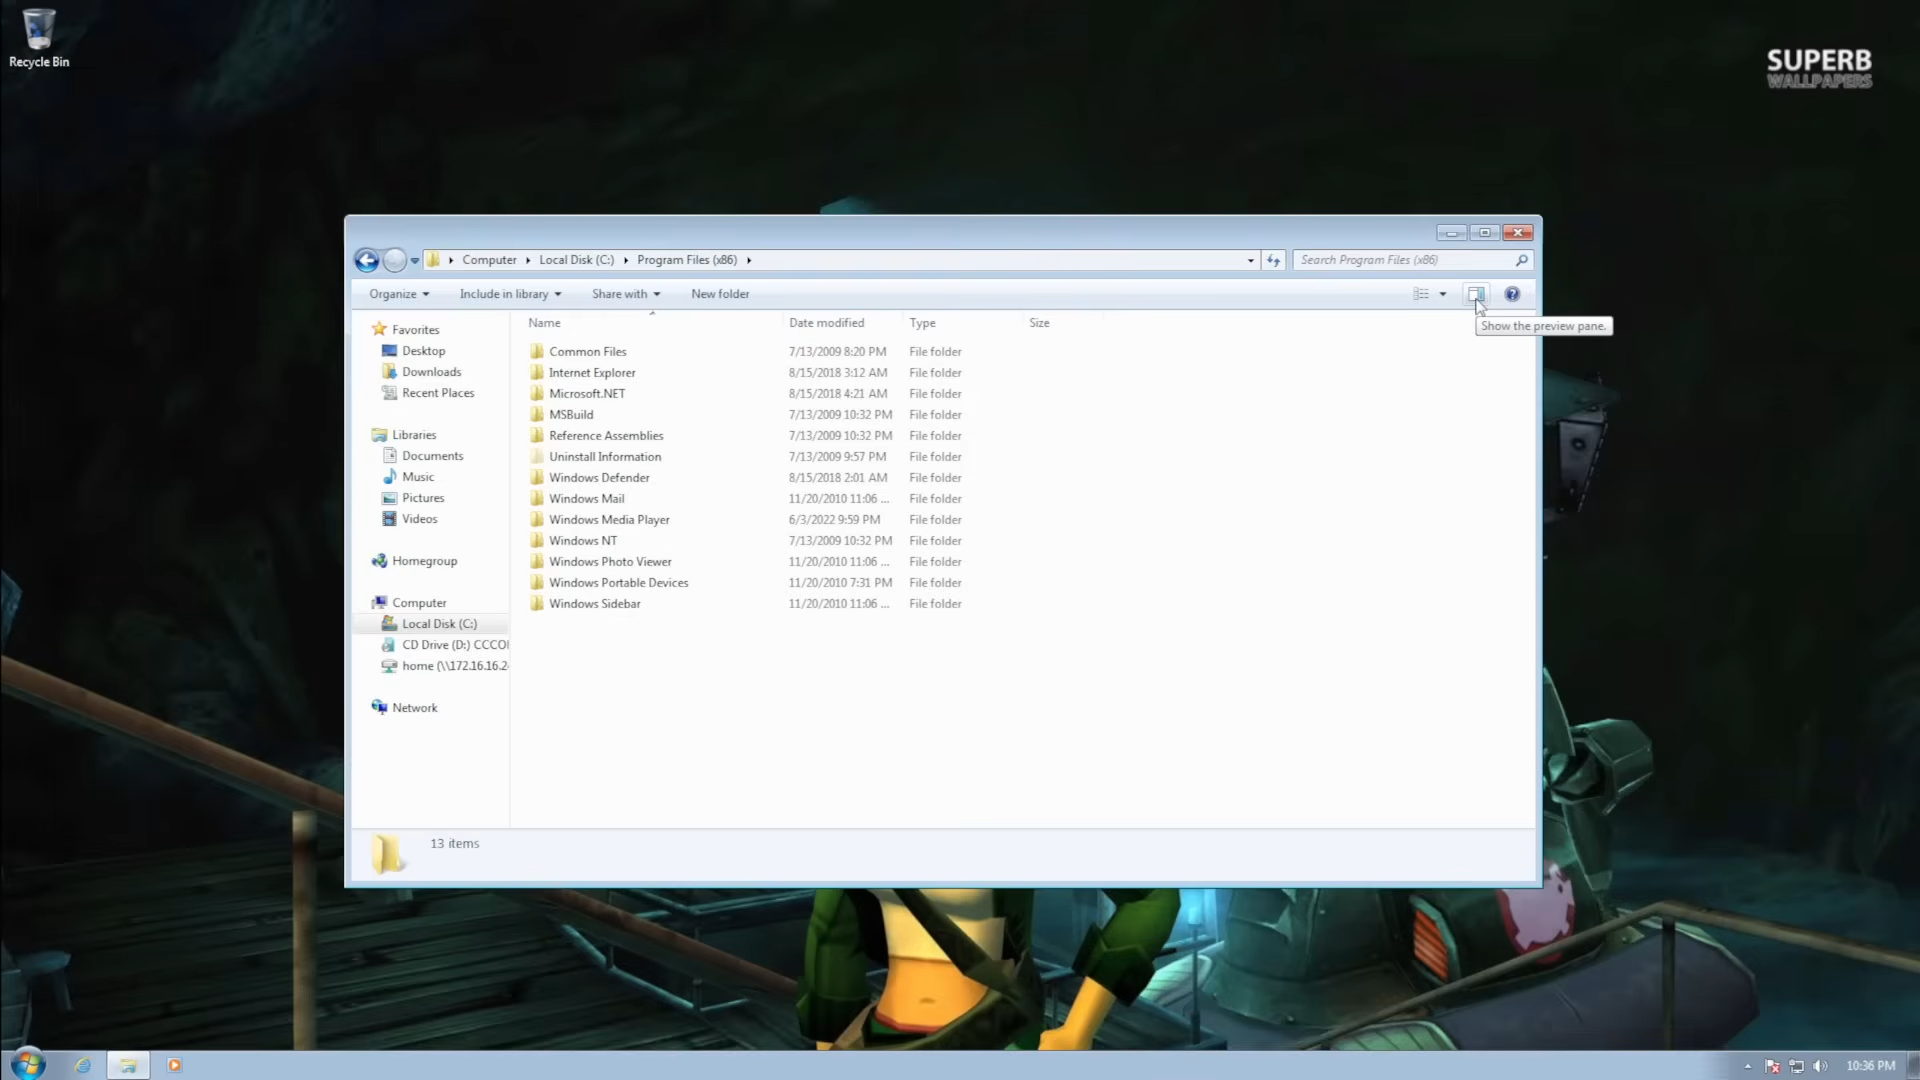 Recycle Bin
SUPERB
WALLPAPERS
Computer Local Disk (C:) Program Files (x86)
Search Program Files (x86)
Organize Include in library Share with New folder
Show the preview pane.
Favorites
Desktop
Downloads
Recent Places
Libraries
Documents
Music
Pictures
Videos
Homegroup
Computer
Local Disk (C:)
CD Drive (D:) CCCO
home (\\172.16.16.2
Network
Name Date modified Type Size
Common Files 7/13/2009 8:20 PM File folder
Internet Explorer 8/15/2018 3:12 AM File folder
Microsoft.NET 8/15/2018 4:21 AM File folder
MSBuild 7/13/2009 10:32 PM File folder
Reference Assemblies 7/13/2009 10:32 PM File folder
Uninstall Information 7/13/2009 9:57 PM File folder
Windows Defender 8/15/2018 2:01 AM File folder
Windows Mail 11/20/2010 11:06 ... File folder
Windows Media Player 6/3/2022 9:59 PM File folder
Windows NT 7/13/2009 10:32 PM File folder
Windows Photo Viewer 11/20/2010 11:06 ... File folder
Windows Portable Devices 11/20/2010 7:31 PM File folder
Windows Sidebar 11/20/2010 11:06 ... File folder
13 items
10:36 PM